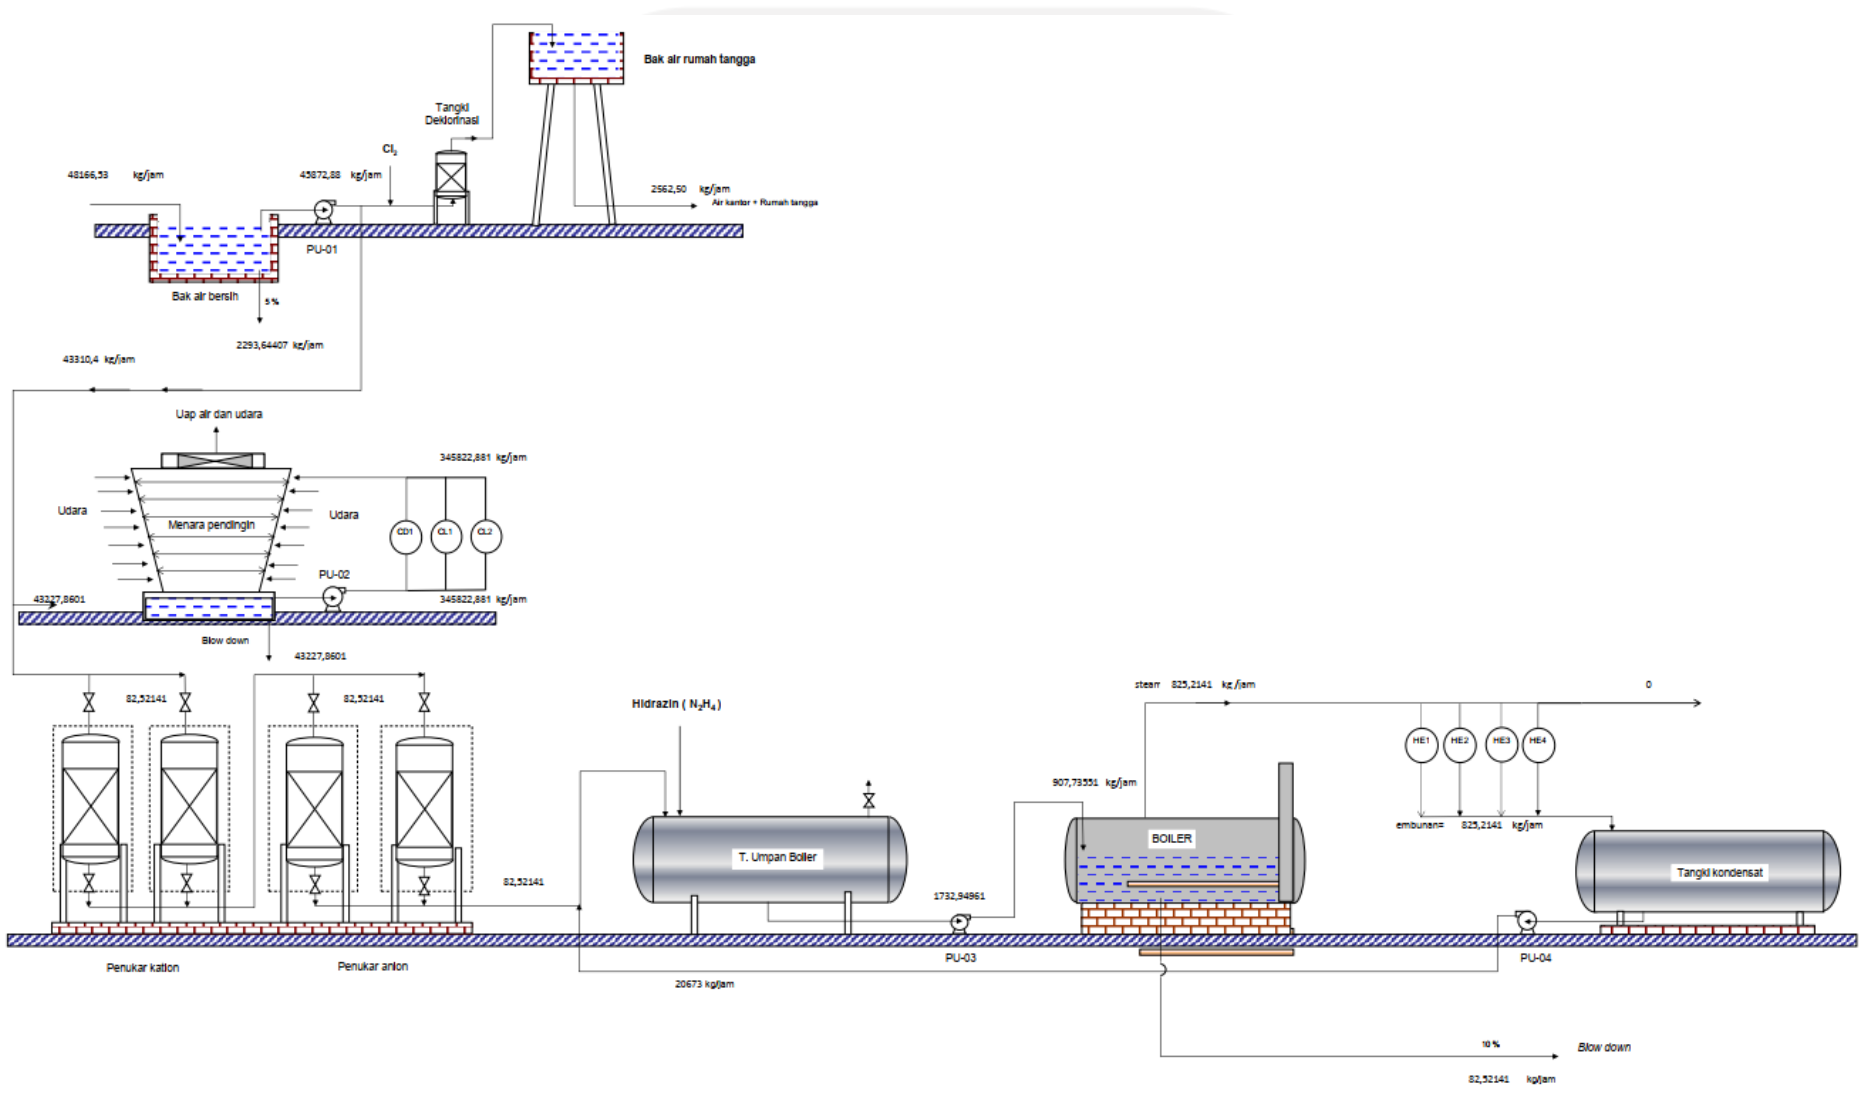 Bak air rumah tangga
Tangki
Deklorinasi
Cl₂
48166,53 kg/jam
45872,88 kg/jam
2562,50 kg/jam
Air kantor + Rumah tangga
PU-01
Bak air bersih
5 %
2293,64407 kg/jam
43310,4 kg/jam
Uap air dan udara
345822,881 kg/jam
Udara
Menara pendingin
Udara
CD1
CL1
CL2
PU-02
43227,8601
345822,881 kg/jam
Blow down
43227,8601
82,52141
82,52141
Hidrazin ( N₂H₄ )
steam 825,2141 kg /jam
0
HE1
HE2
HE3
HE4
907,73551 kg/jam
embunan= 825,2141 kg/jam
BOILER
T. Umpan Boiler
Tangki kondensat
82,52141
1732,94961
Penukar kation
Penukar anion
PU-03
PU-04
20673 kg/jam
10 %
Blow down
82,52141 kg/jam